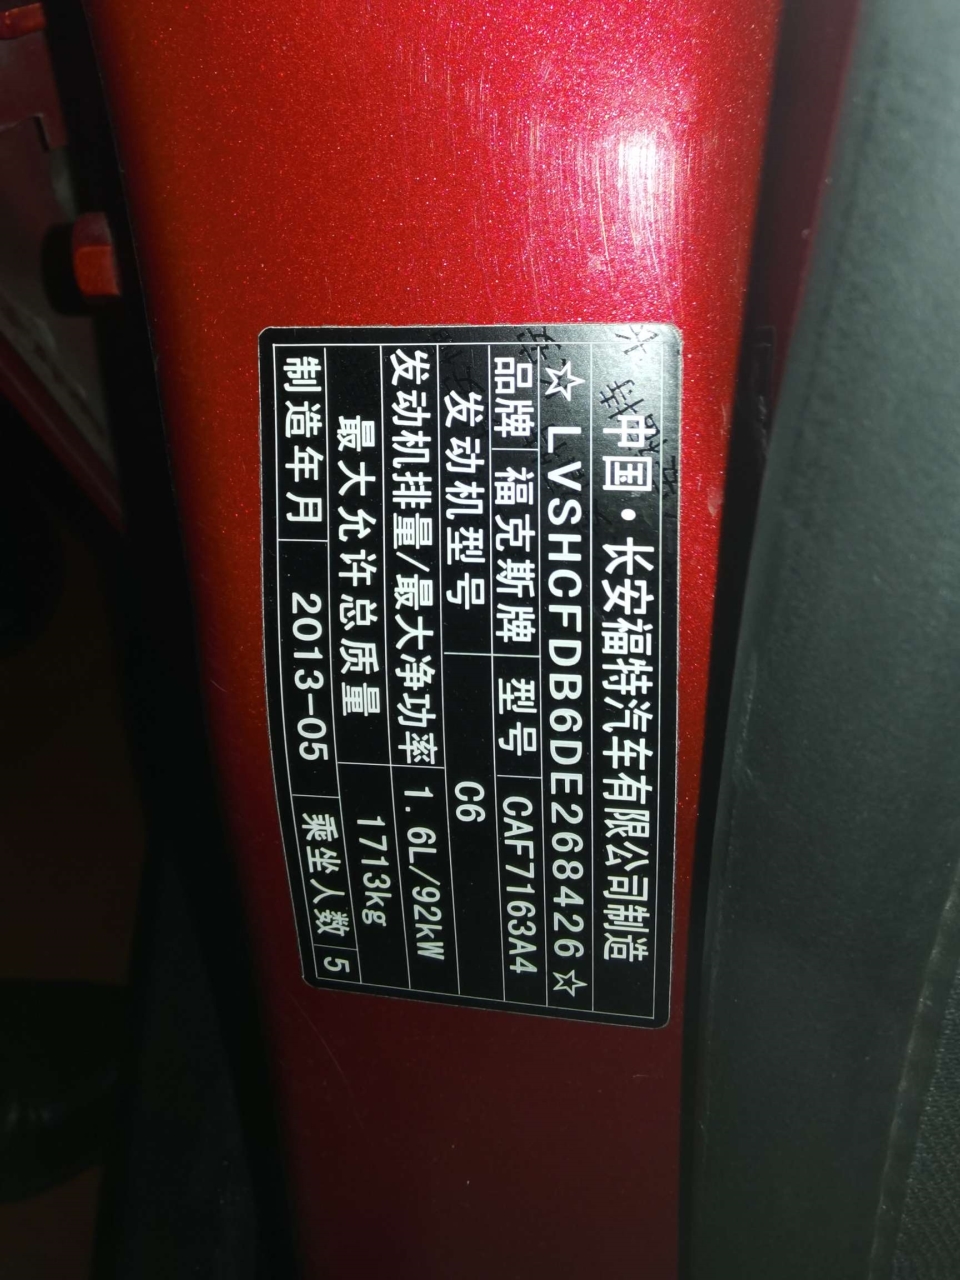 中国·长安福特汽车有限公司制造
☆LVSHCFDB6DE268426☆
品牌 福克斯牌 型号 CAF7163A4
发动机型号 C6
发动机排量/最大净功率 1.6L/92kW
最大允许总质量 1713kg
制造年月 2013-05 乘坐人数 5